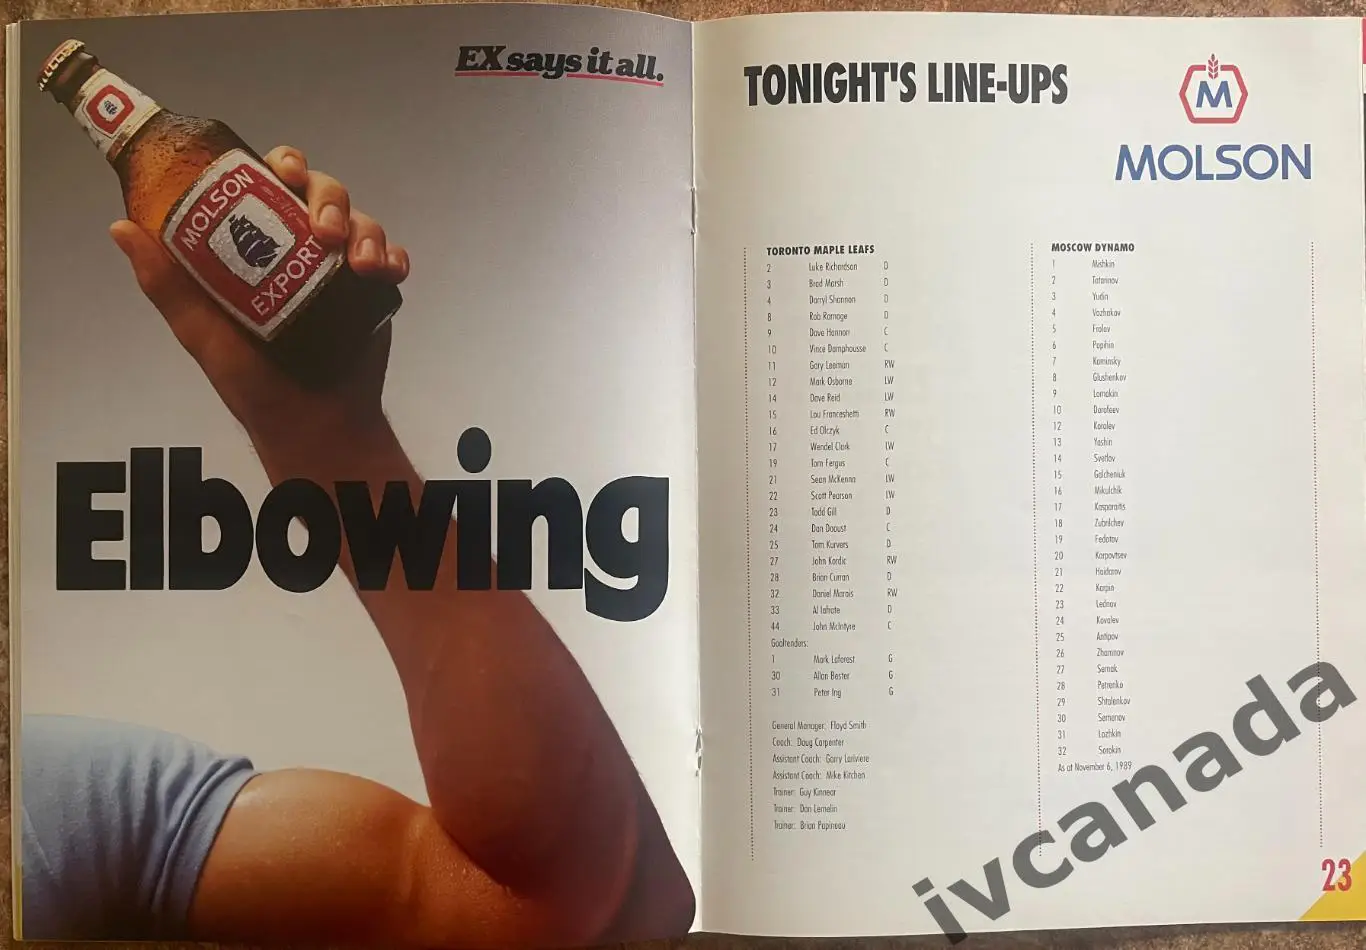 EX says it all.
MOLSON
EXPORT
Elbowing
TONIGHT'S LINE-UPS
M
MOLSON
TORONTO MAPLE LEAFS
2 Luke Richardson D
3 Brad Marsh D
4 Darryl Shannon D
8 Rob Ramage D
9 Dave Hannon C
10 Vince Damphousse C
11 Gary Leeman RW
12 Mark Osborne LW
14 Dave Reid LW
15 Lou Franceshetti RW
16 Ed Olczyk C
17 Wendel Clark LW
19 Tom Fergus C
21 Sean McKenna LW
22 Scott Pearson LW
23 Todd Gill D
24 Dan Daoust C
25 Tom Kurvers D
27 John Kordic RW
28 Brian Curran D
32 Daniel Marois RW
33 Al Iafrate D
44 John McIntyre C
Goaltenders:
1 Mark Laforest G
30 Allan Bester G
31 Peter Ing G
General Manager: Floyd Smith
Coach: Doug Carpenter
Assistant Coach: Garry Lariviere
Assistant Coach: Mike Kitchen
Trainer: Guy Kinnear
Trainer: Dan Lemelin
Trainer: Brian Papineau
MOSCOW DYNAMO
1 Mishkin
2 Tatarinov
3 Yudin
4 Vozhakov
5 Frolov
6 Popihin
7 Kaminsky
8 Glushenkov
9 Lomakin
10 Dorofeev
12 Korolev
13 Yashin
14 Svetlov
15 Galcheniuk
16 Mikulchik
17 Kasparaitis
18 Zubrilchev
19 Fedotov
20 Karpovtsev
21 Haidarov
22 Karpin
23 Lednov
24 Kovalev
25 Antipov
26 Zhamnov
27 Semak
28 Petrenko
29 Shtalenkov
30 Semenov
31 Lozhkin
32 Sorokin
As at November 6, 1989
23
ivcanada